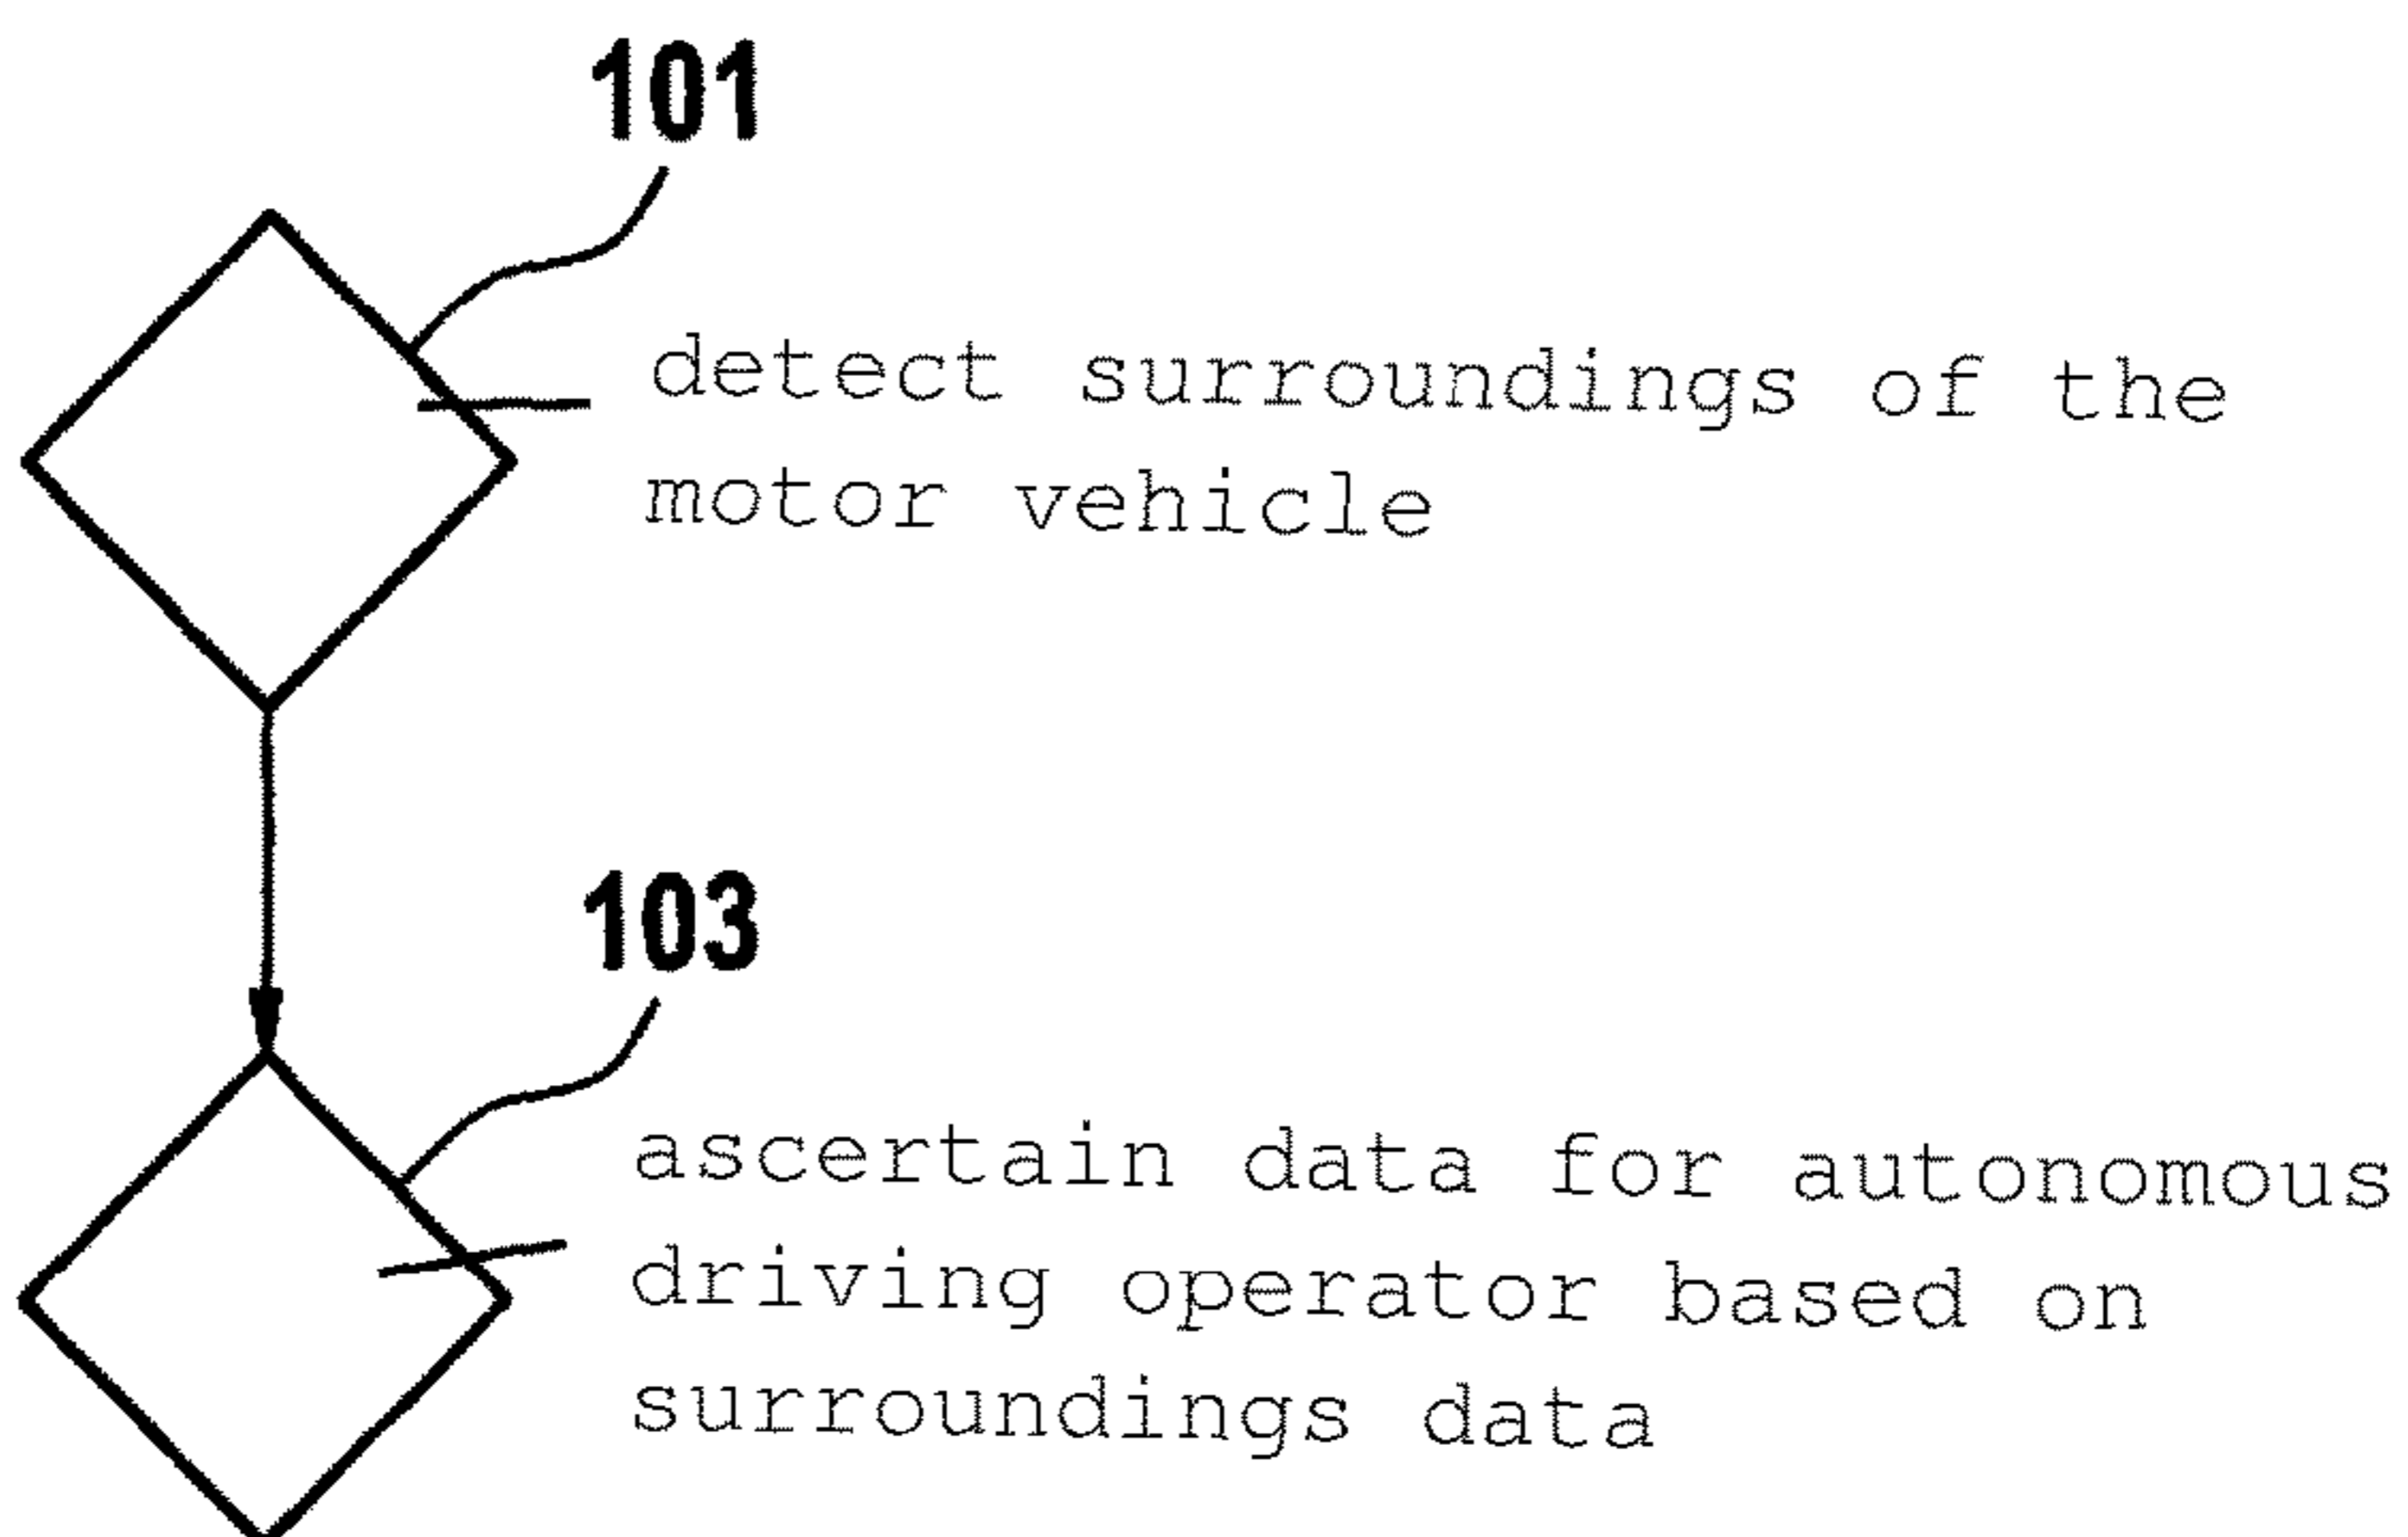 101
detect surroundings of the
motor vehicle
103
ascertain data for autonomous
driving operator based on
surroundings data